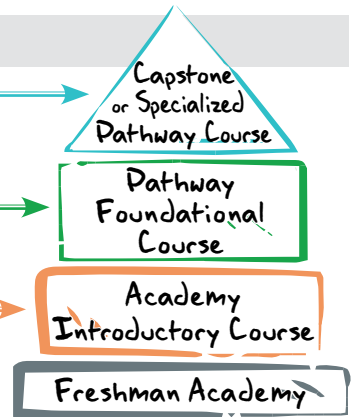 Capstone
or Specialized
Pathway Course
Pathway
Foundational
Course
Academy
Introductory Course
Freshman Academy